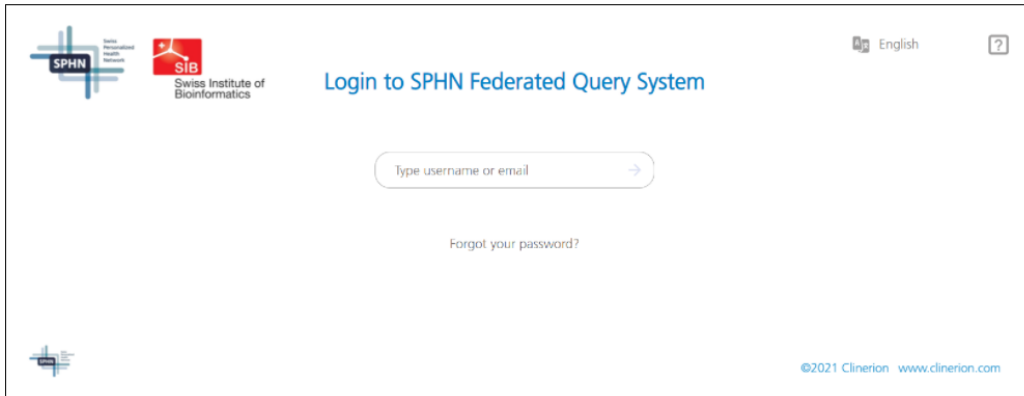 Swiss
Personalized
Health
Network
SPHN
SIB
Swiss Institute of
Bioinformatics
Login to SPHN Federated Query System
English
?
Type username or email
Forgot your password?
SPHN
©2021 Clinerion www.clinerion.com